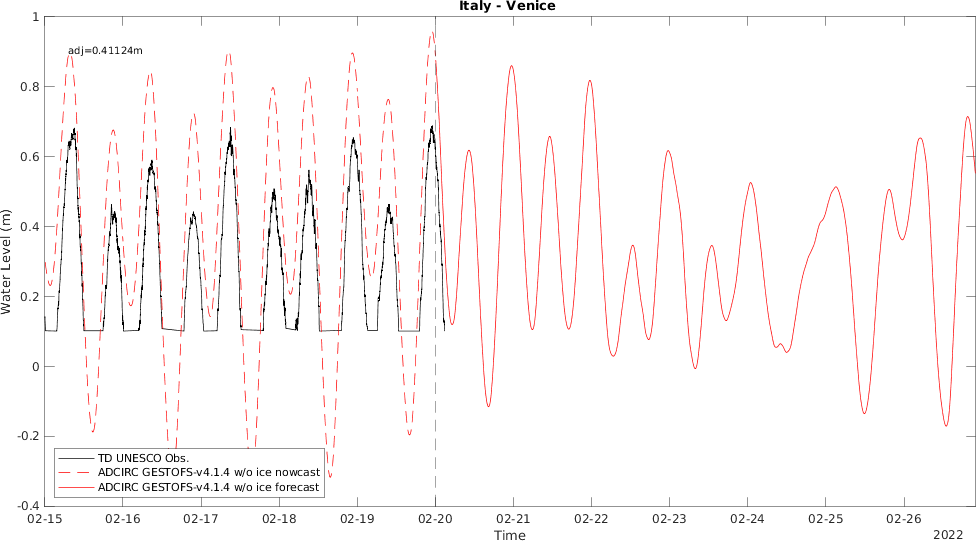 Italy - Venice
adj=0.41124m
1
0.8
0.6
0.4
0.2
0
-0.2
-0.4
Water Level (m)
TD UNESCO Obs.
ADCIRC GESTOFS-v4.1.4 w/o ice nowcast
ADCIRC GESTOFS-v4.1.4 w/o ice forecast
02-15 02-16 02-17 02-18 02-19 02-20 02-21 02-22 02-23 02-24 02-25 02-26
Time
2022